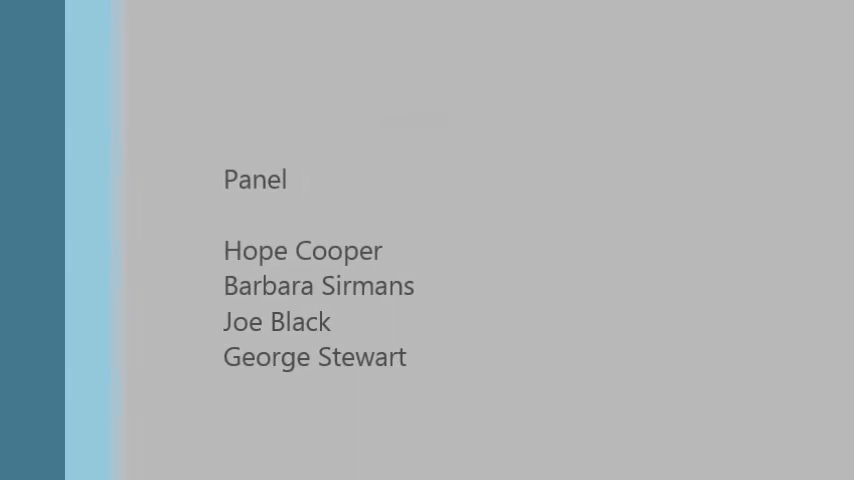 Panel
Hope Cooper
Barbara Sirmans
Joe Black
George Stewart